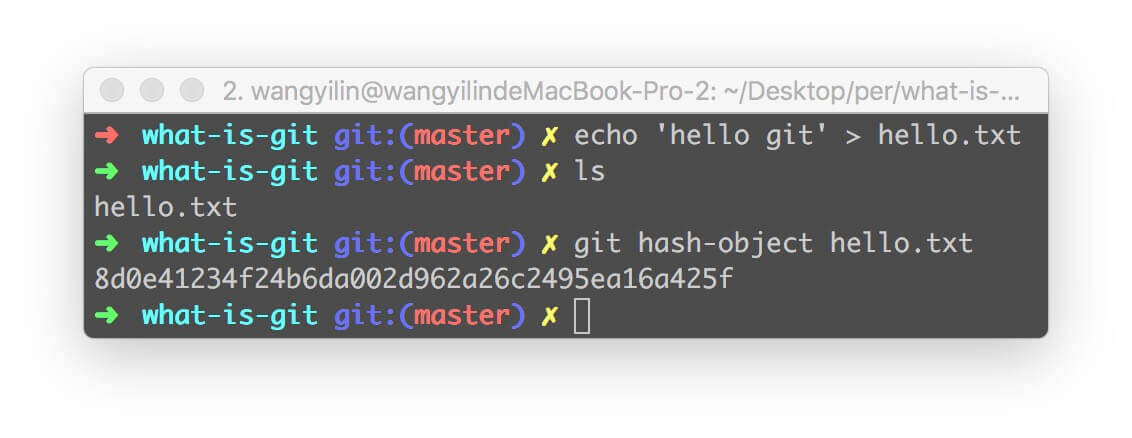 2. wangyilin@wangyilindeMacBook-Pro-2: ~/Desktop/per/what-is-...
➜ what-is-git git:(master) ✗ echo 'hello git' > hello.txt
➜ what-is-git git:(master) ✗ ls
hello.txt
➜ what-is-git git:(master) ✗ git hash-object hello.txt
8d0e41234f24b6da002d962a26c2495ea16a425f
➜ what-is-git git:(master) ✗